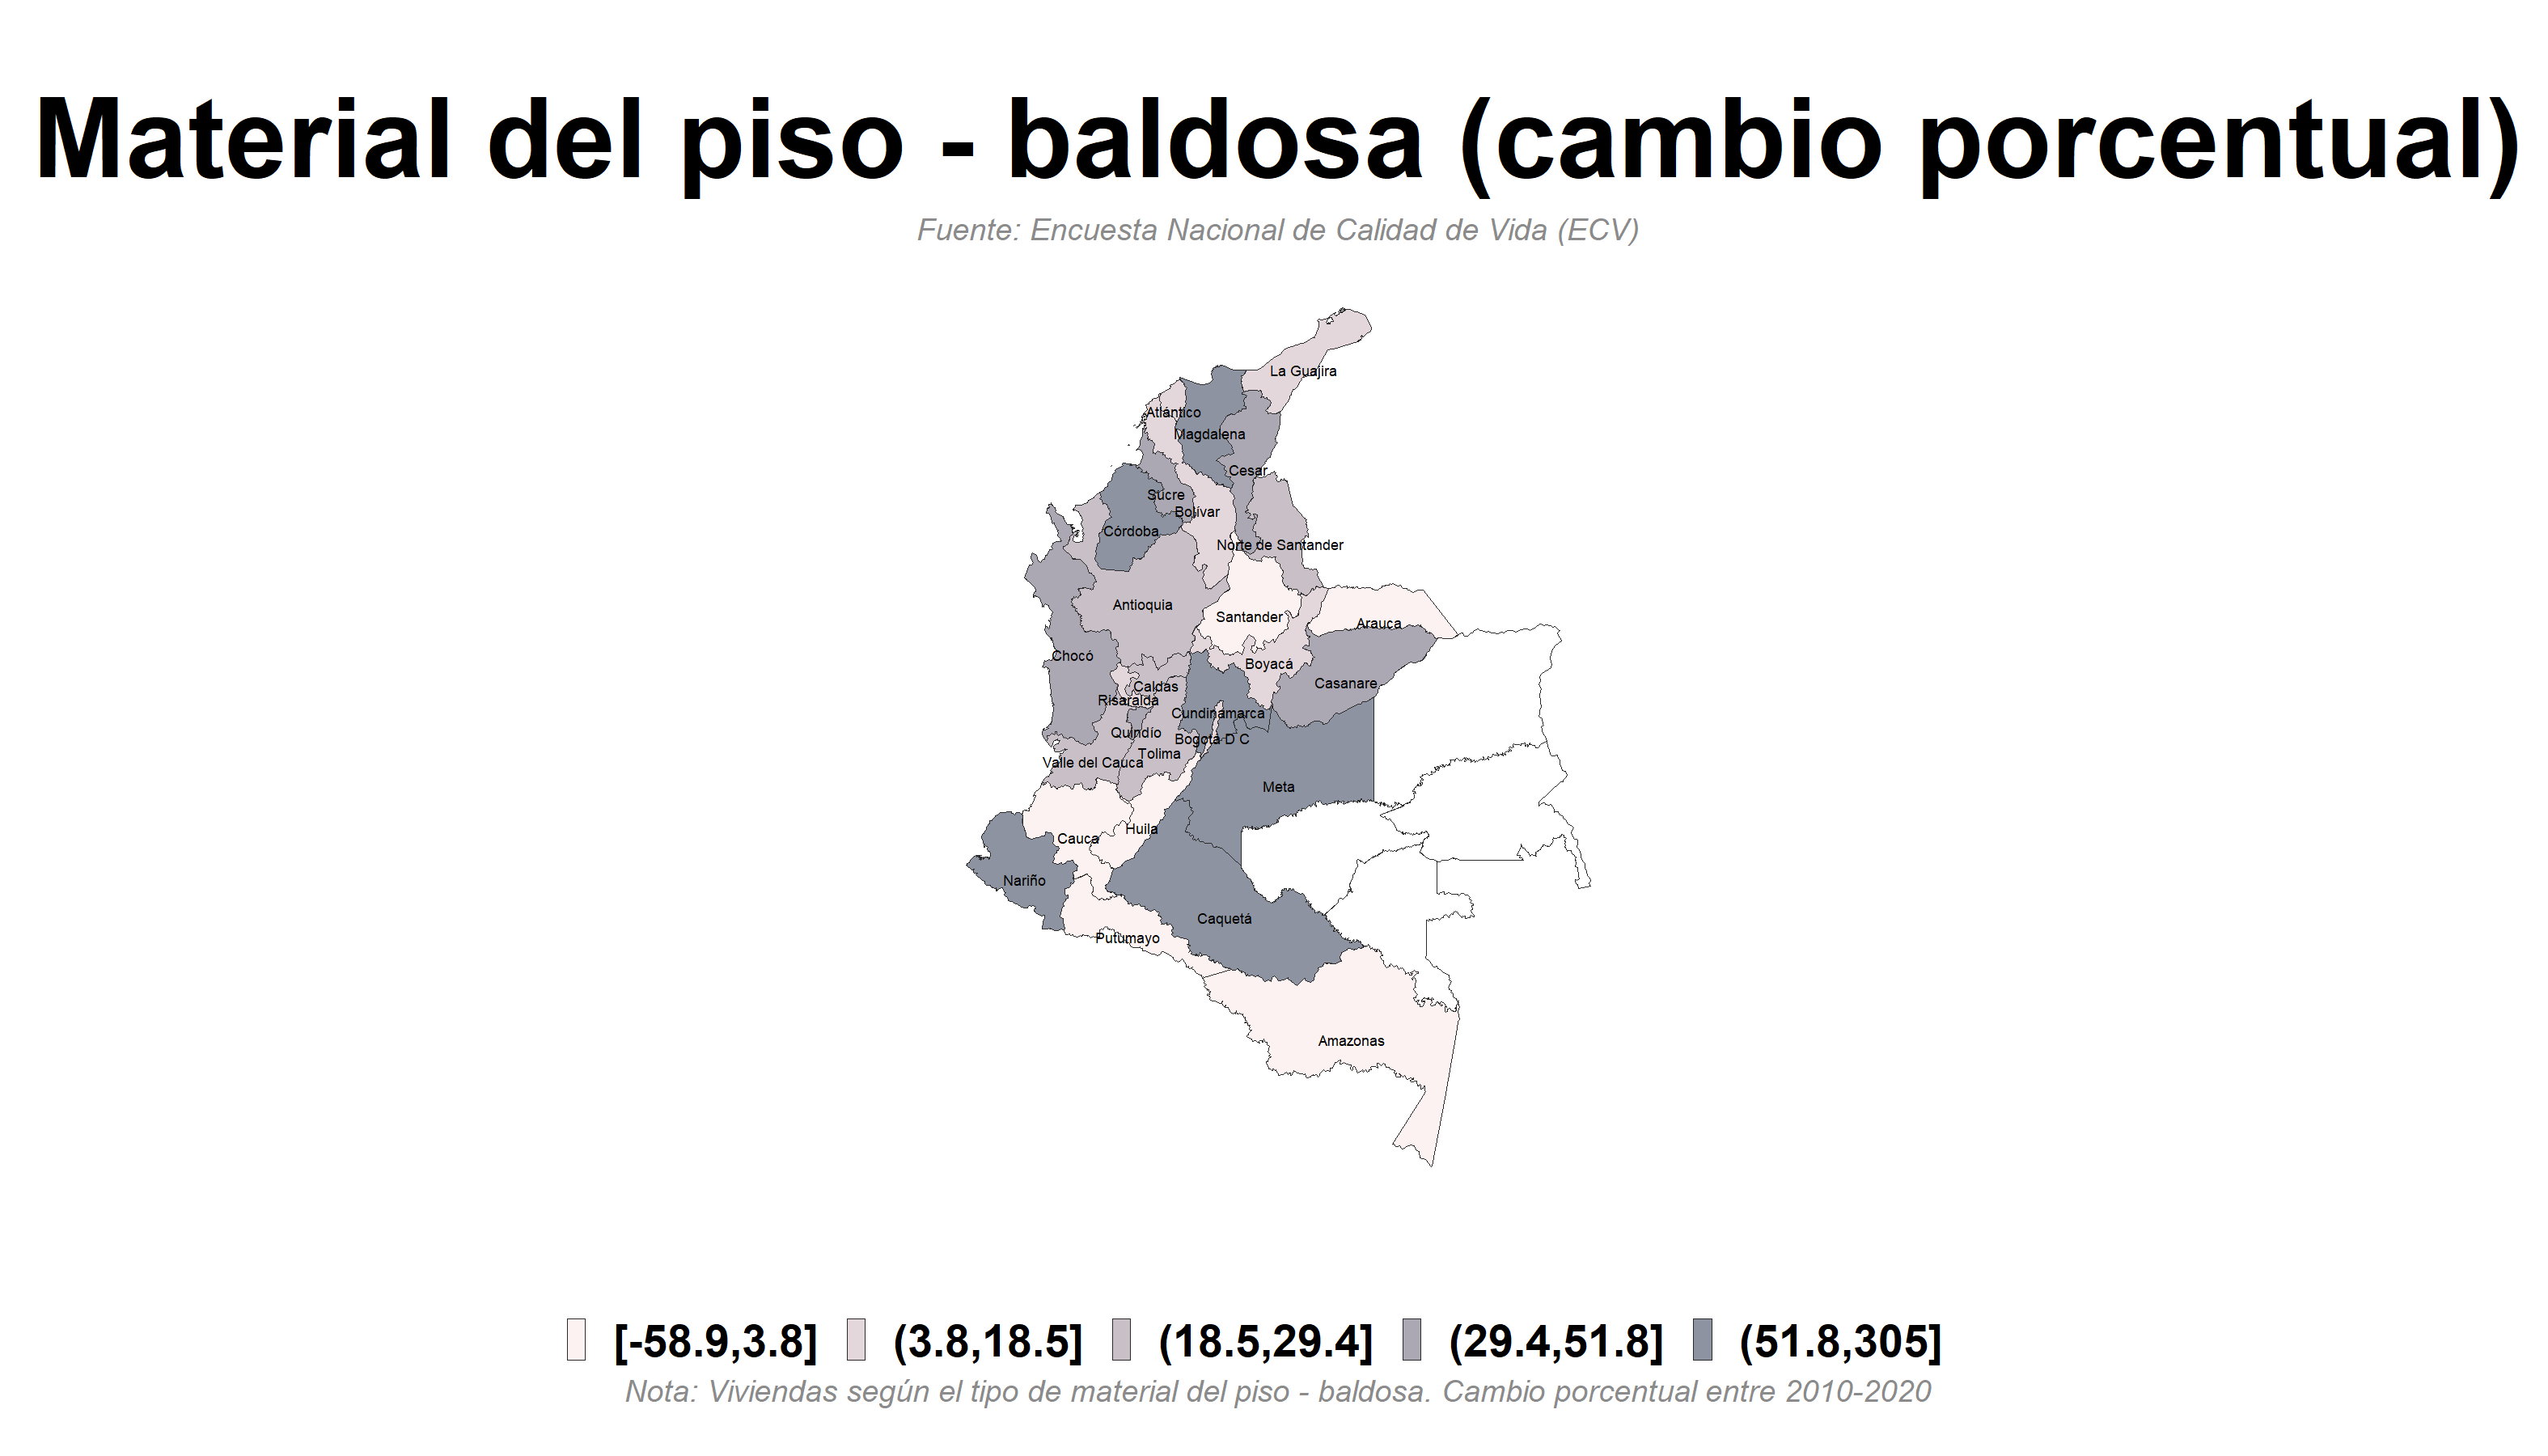 Material del piso - baldosa (cambio porcentual)
Fuente: Encuesta Nacional de Calidad de Vida (ECV)
La Guajira
Atlántico
Magdalena
Cesar
Sucre
Bolívar
Córdoba
Norte de Santander
Antioquia
Santander
Arauca
Chocó
Boyacá
Casanare
Caldas
Risaralda
Cundinamarca
Quindío
Bogotá D C
Tolima
Valle del Cauca
Meta
Huila
Cauca
Nariño
Caquetá
Putumayo
Amazonas
[-58.9,3.8] (3.8,18.5] (18.5,29.4] (29.4,51.8] (51.8,305]
Nota: Viviendas según el tipo de material del piso - baldosa. Cambio porcentual entre 2010-2020